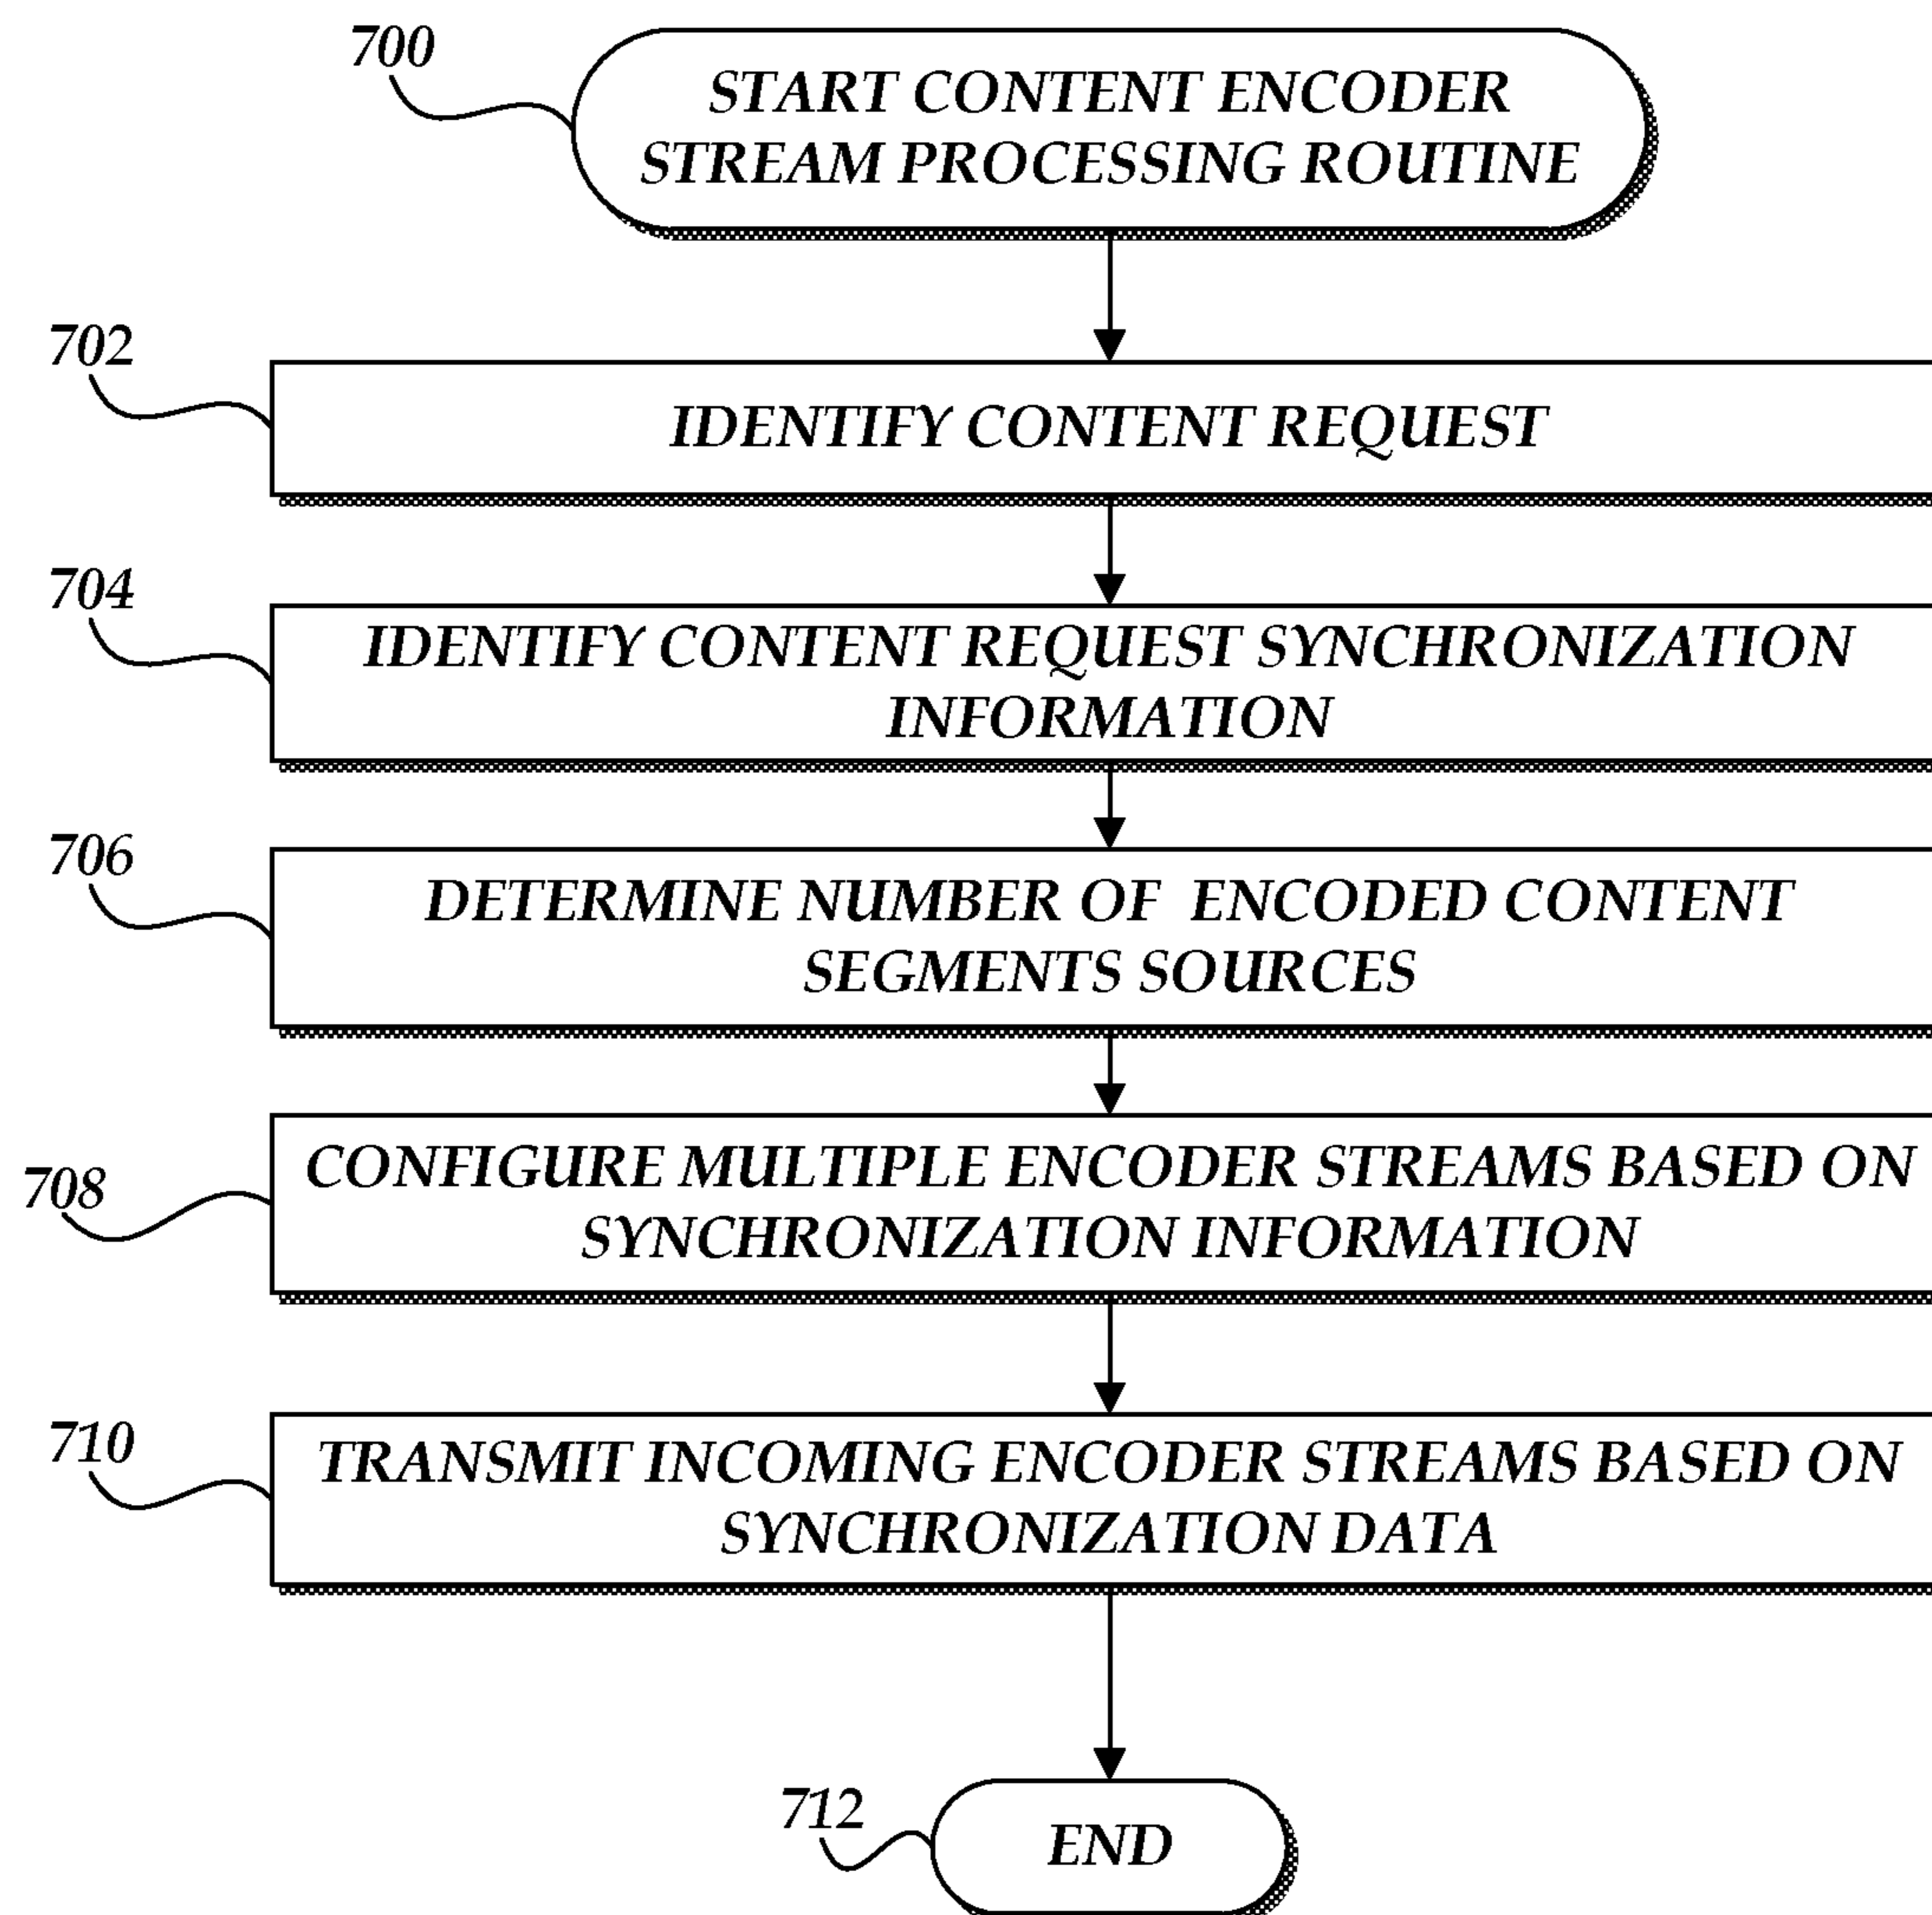 700
START CONTENT ENCODER
STREAM PROCESSING ROUTINE
702
IDENTIFY CONTENT REQUEST
704
IDENTIFY CONTENT REQUEST SYNCHRONIZATION
INFORMATION
706
DETERMINE NUMBER OF ENCODED CONTENT
SEGMENTS SOURCES
708
CONFIGURE MULTIPLE ENCODER STREAMS BASED ON
SYNCHRONIZATION INFORMATION
710
TRANSMIT INCOMING ENCODER STREAMS BASED ON
SYNCHRONIZATION DATA
712
END